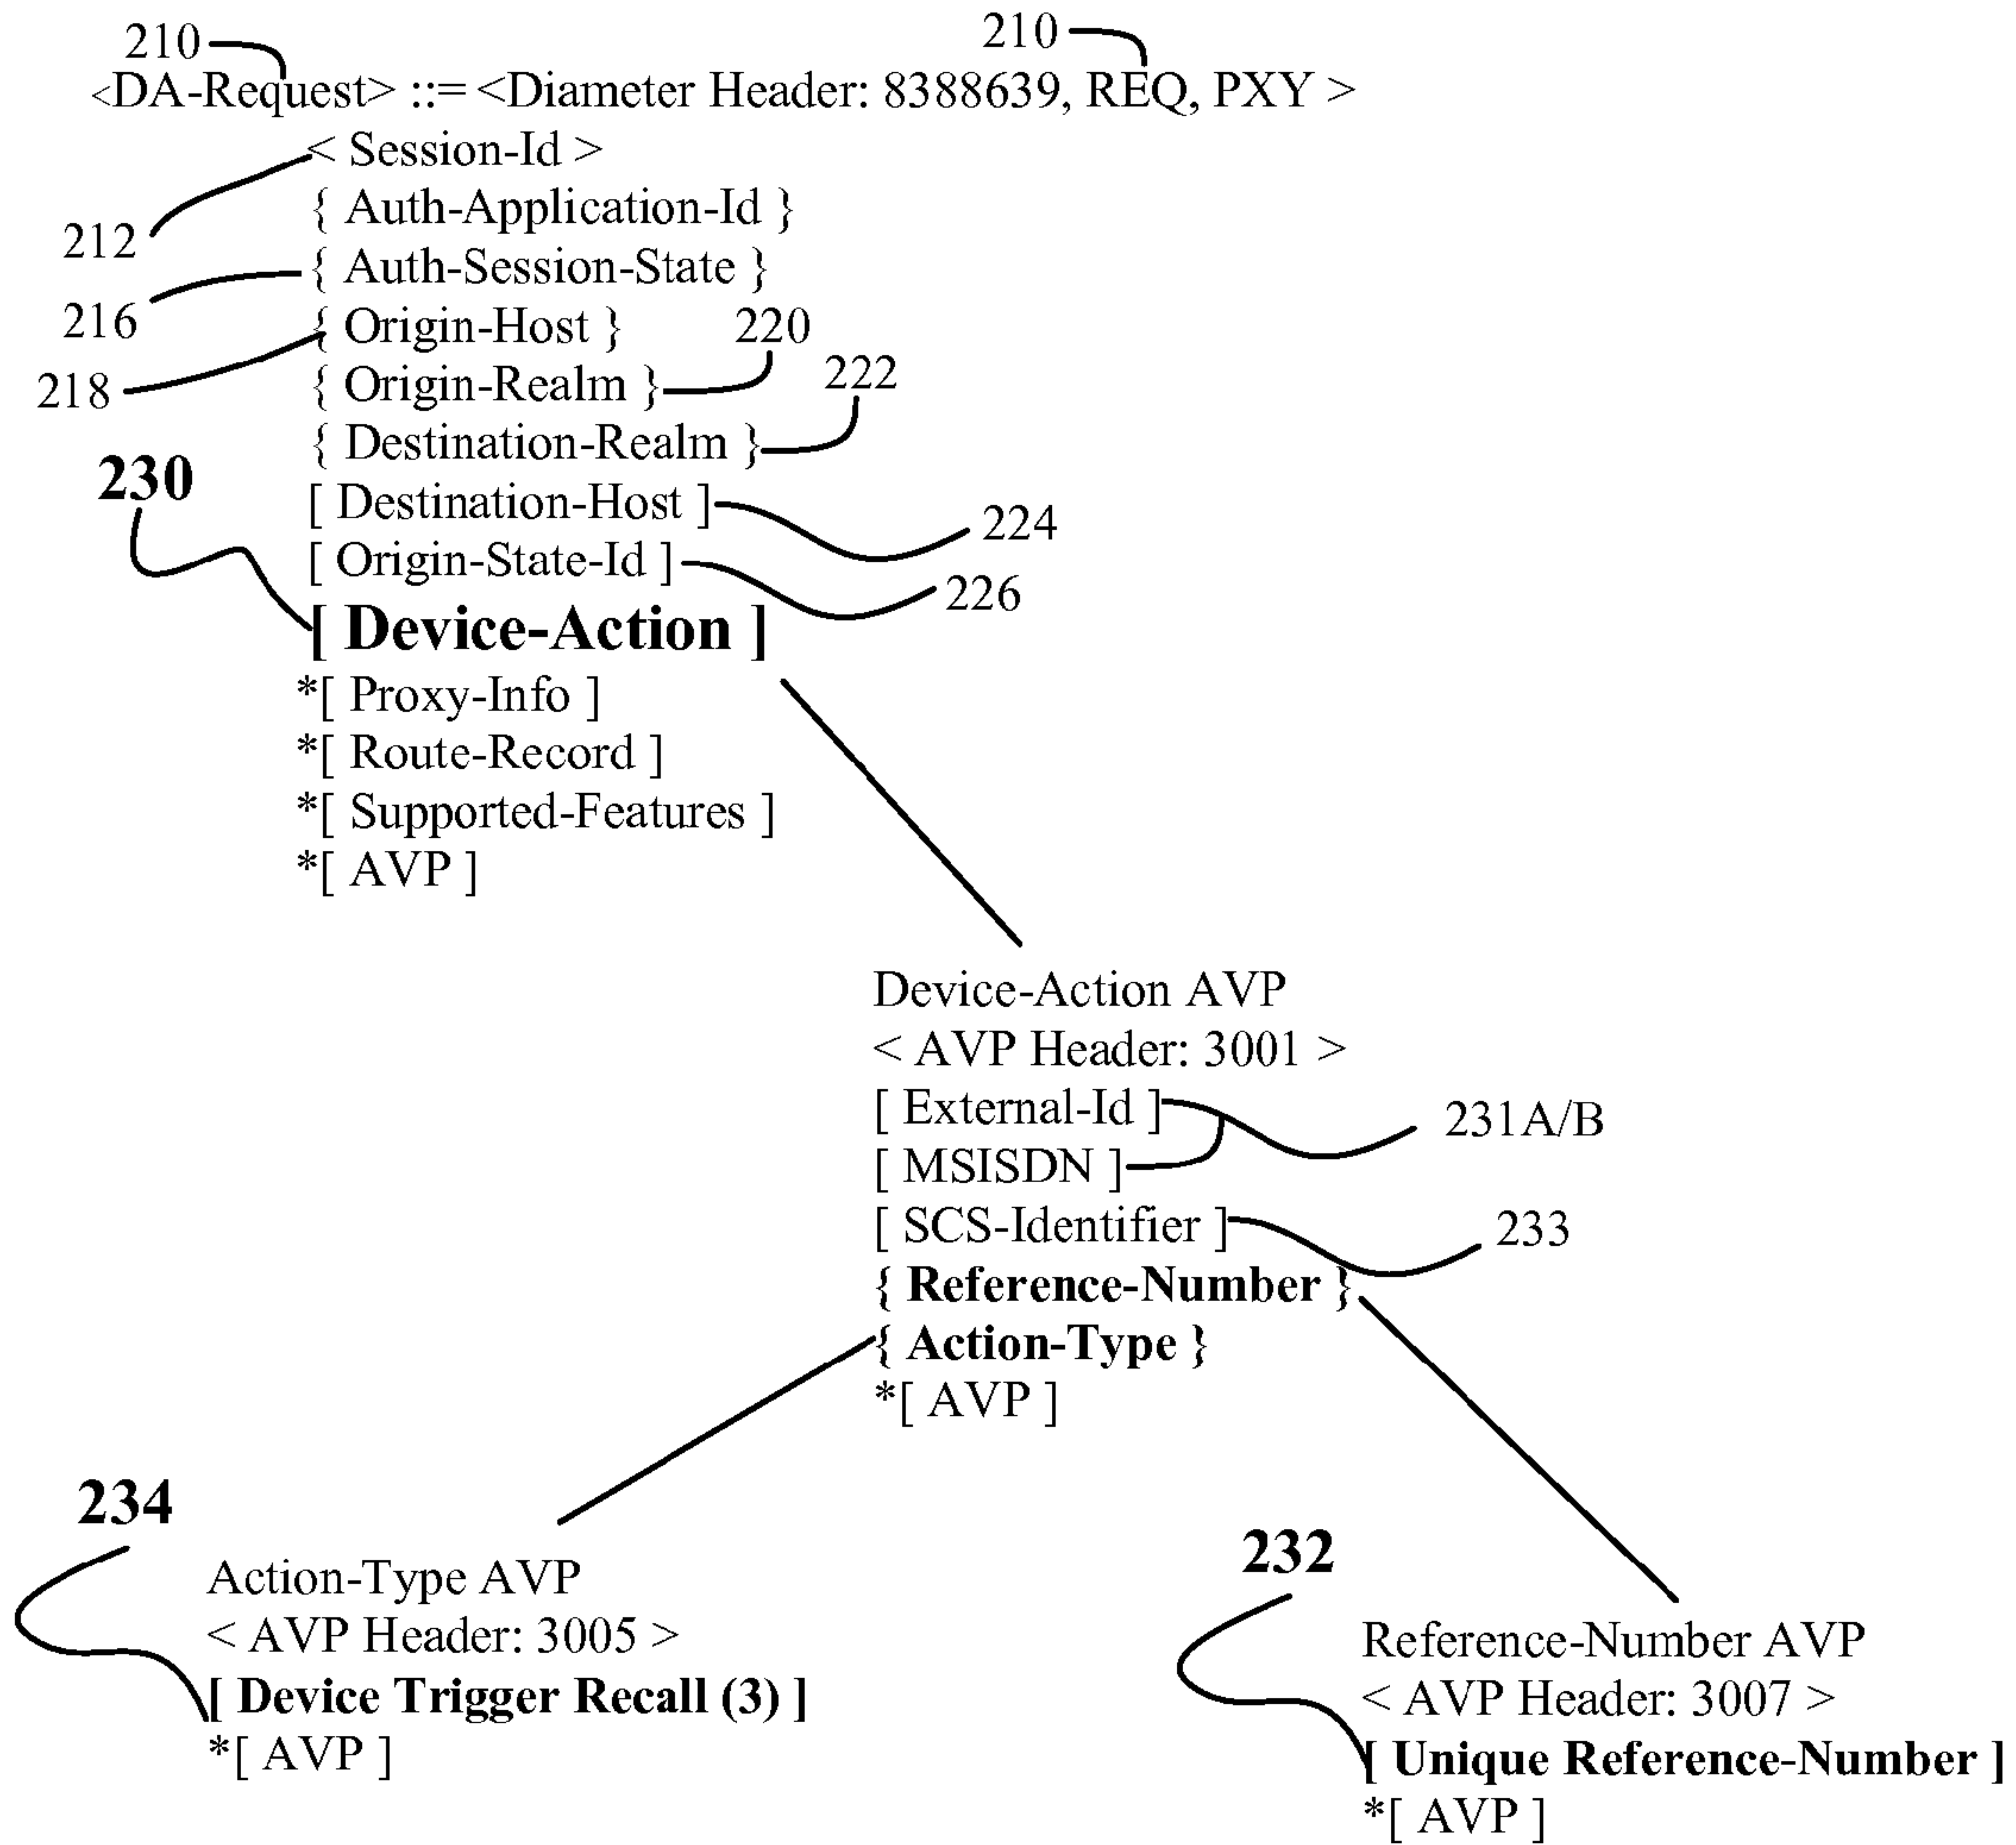 210 210
<DA-Request> ::= <Diameter Header: 8388639, REQ, PXY >
< Session-Id >
{ Auth-Application-Id }
212
{ Auth-Session-State }
216
{ Origin-Host } 220
218 { Origin-Realm } 222
{ Destination-Realm }
230
[ Destination-Host ] 224
[ Origin-State-Id ] 226
[ Device-Action ]
*[ Proxy-Info ]
*[ Route-Record ]
*[ Supported-Features ]
*[ AVP ]
Device-Action AVP
< AVP Header: 3001 >
[ External-Id ] 231A/B
[ MSISDN ]
[ SCS-Identifier ] 233
{ Reference-Number }
{ Action-Type }
*[ AVP ]
234
Action-Type AVP
< AVP Header: 3005 >
[ Device Trigger Recall (3) ]
*[ AVP ]
232
Reference-Number AVP
< AVP Header: 3007 >
[ Unique Reference-Number ]
*[ AVP ]